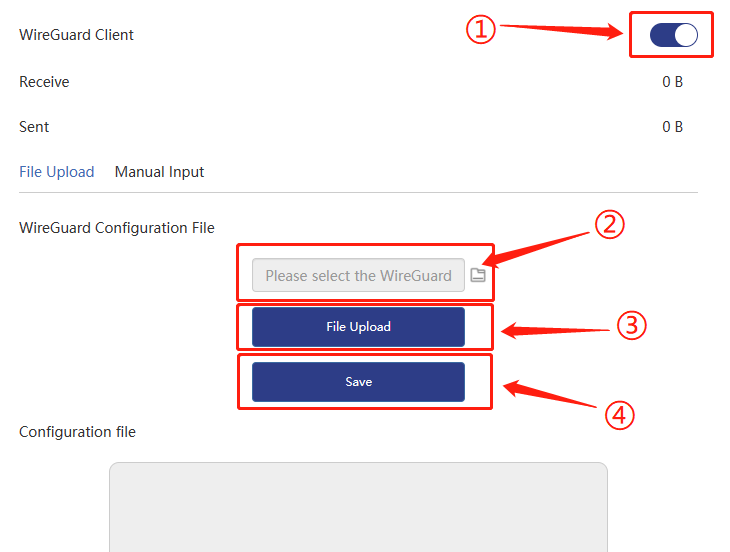 WireGuard Client
①
Receive
0 B
Sent
0 B
File Upload
Manual Input
WireGuard Configuration File
②
Please select the WireGuard
File Upload
③
Save
④
Configuration file